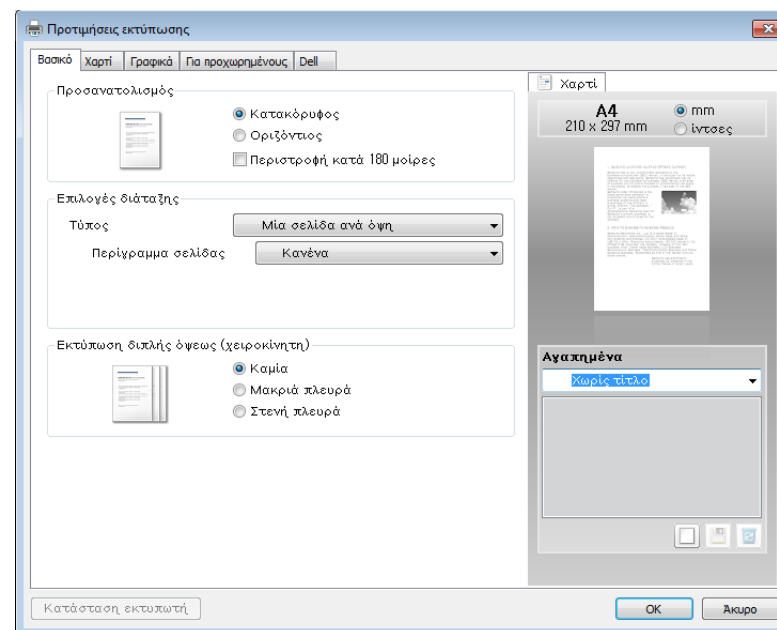 Προτιμήσεις εκτύπωσης
Βασικό Χαρτί Γραφικά Για προχωρημένους Dell
Προσανατολισμός
Κατακόρυφος
Οριζόντιος
Περιστροφή κατά 180 μοίρες
Επιλογές διάταξης
Τύπος Μία σελίδα ανά όψη
Περίγραμμα σελίδας Κανένα
Εκτύπωση διπλής όψεως (χειροκίνητη)
Καμία
Μακριά πλευρά
Στενή πλευρά
Χαρτί
A4 mm
210 x 297 mm ίντσες
Αγαπημένα
Χωρίς τίτλο
Κατάσταση εκτυπωτή OK Άκυρο